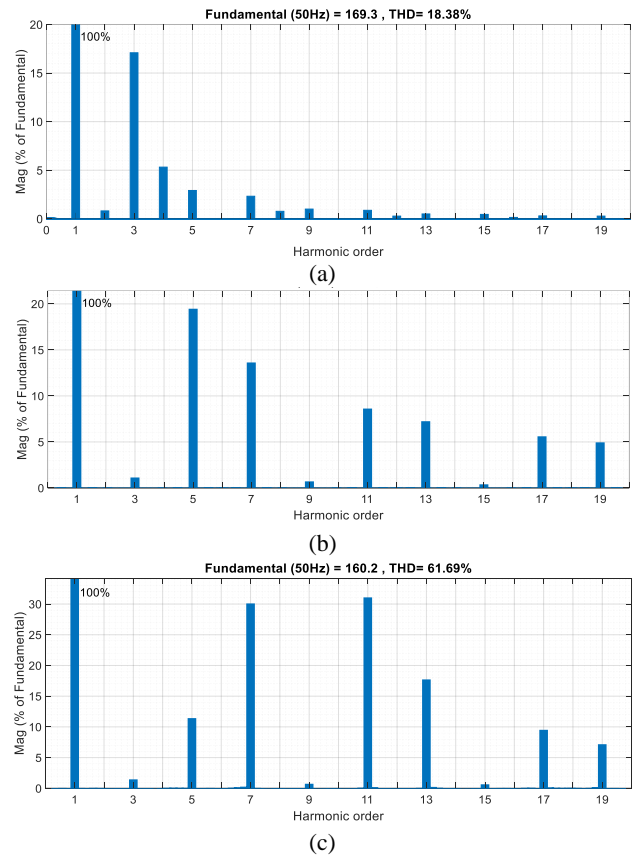 Fundamental (50Hz) = 169.3 , THD= 18.38%
20
15
10
5
0
100%
Mag (% of Fundamental)
0 1 3 5 7 9 11 13 15 17 19
Harmonic order
(a)
20
15
10
5
0
100%
Mag (% of Fundamental)
1 3 5 7 9 11 13 15 17 19
Harmonic order
(b)
Fundamental (50Hz) = 160.2 , THD= 61.69%
30
25
20
15
10
5
0
100%
Mag (% of Fundamental)
1 3 5 7 9 11 13 15 17 19
Harmonic order
(c)